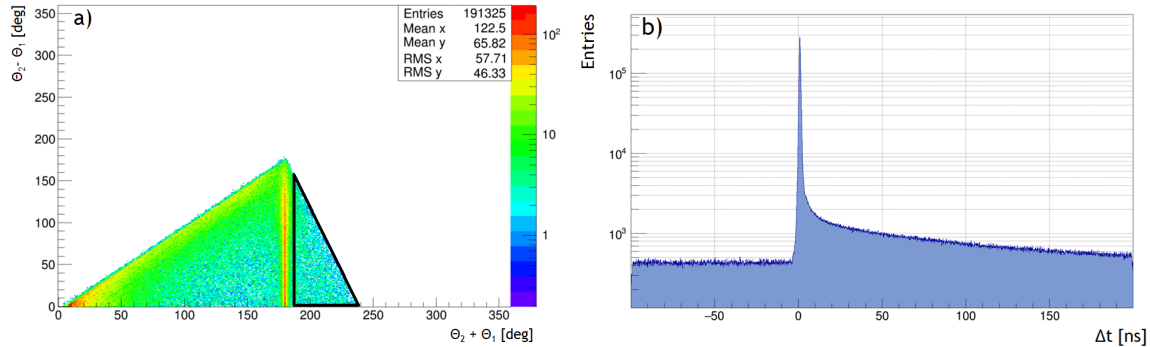 a)
Entries 191325
Mean x 122.5
Mean y 65.82
RMS x 57.71
RMS y 46.33
Θ₂- Θ₁ [deg]
350
300
250
200
150
100
50
0
0 50 100 150 200 250 300 350
Θ₂ + Θ₁ [deg]
10²
10
1
b)
Entries
10⁵
10⁴
10³
−50 0 50 100 150
Δt [ns]